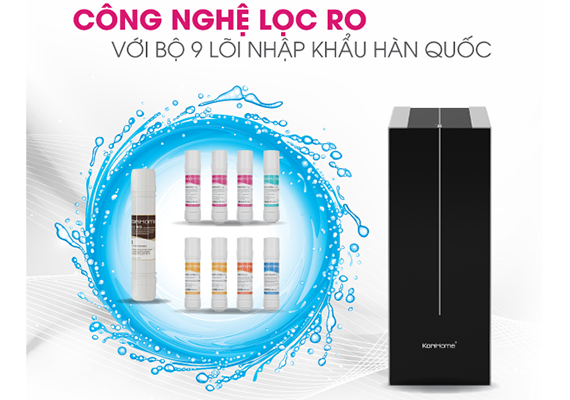 CÔNG NGHỆ LỌC RO
VỚI BỘ 9 LÕI NHẬP KHẨU HÀN QUỐC
KoriHome